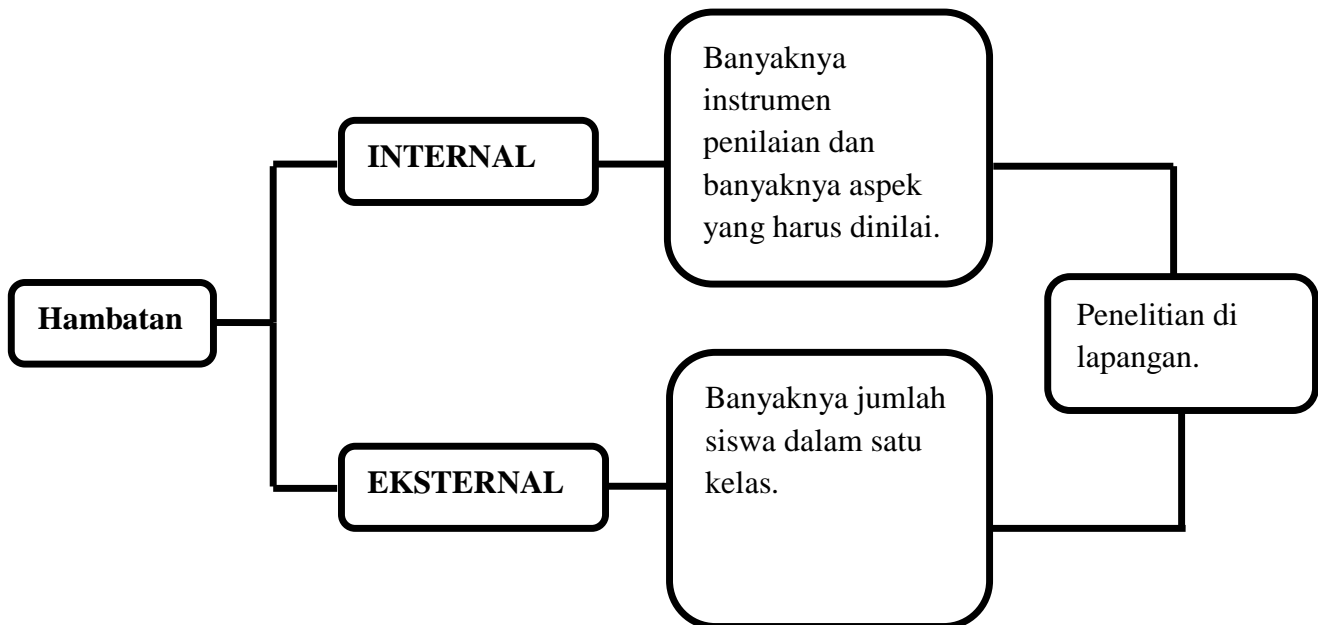 Hambatan
INTERNAL
Banyaknya
instrumen
penilaian dan
banyaknya aspek
yang harus dinilai.
EKSTERNAL
Banyaknya jumlah
siswa dalam satu
kelas.
Penelitian di
lapangan.